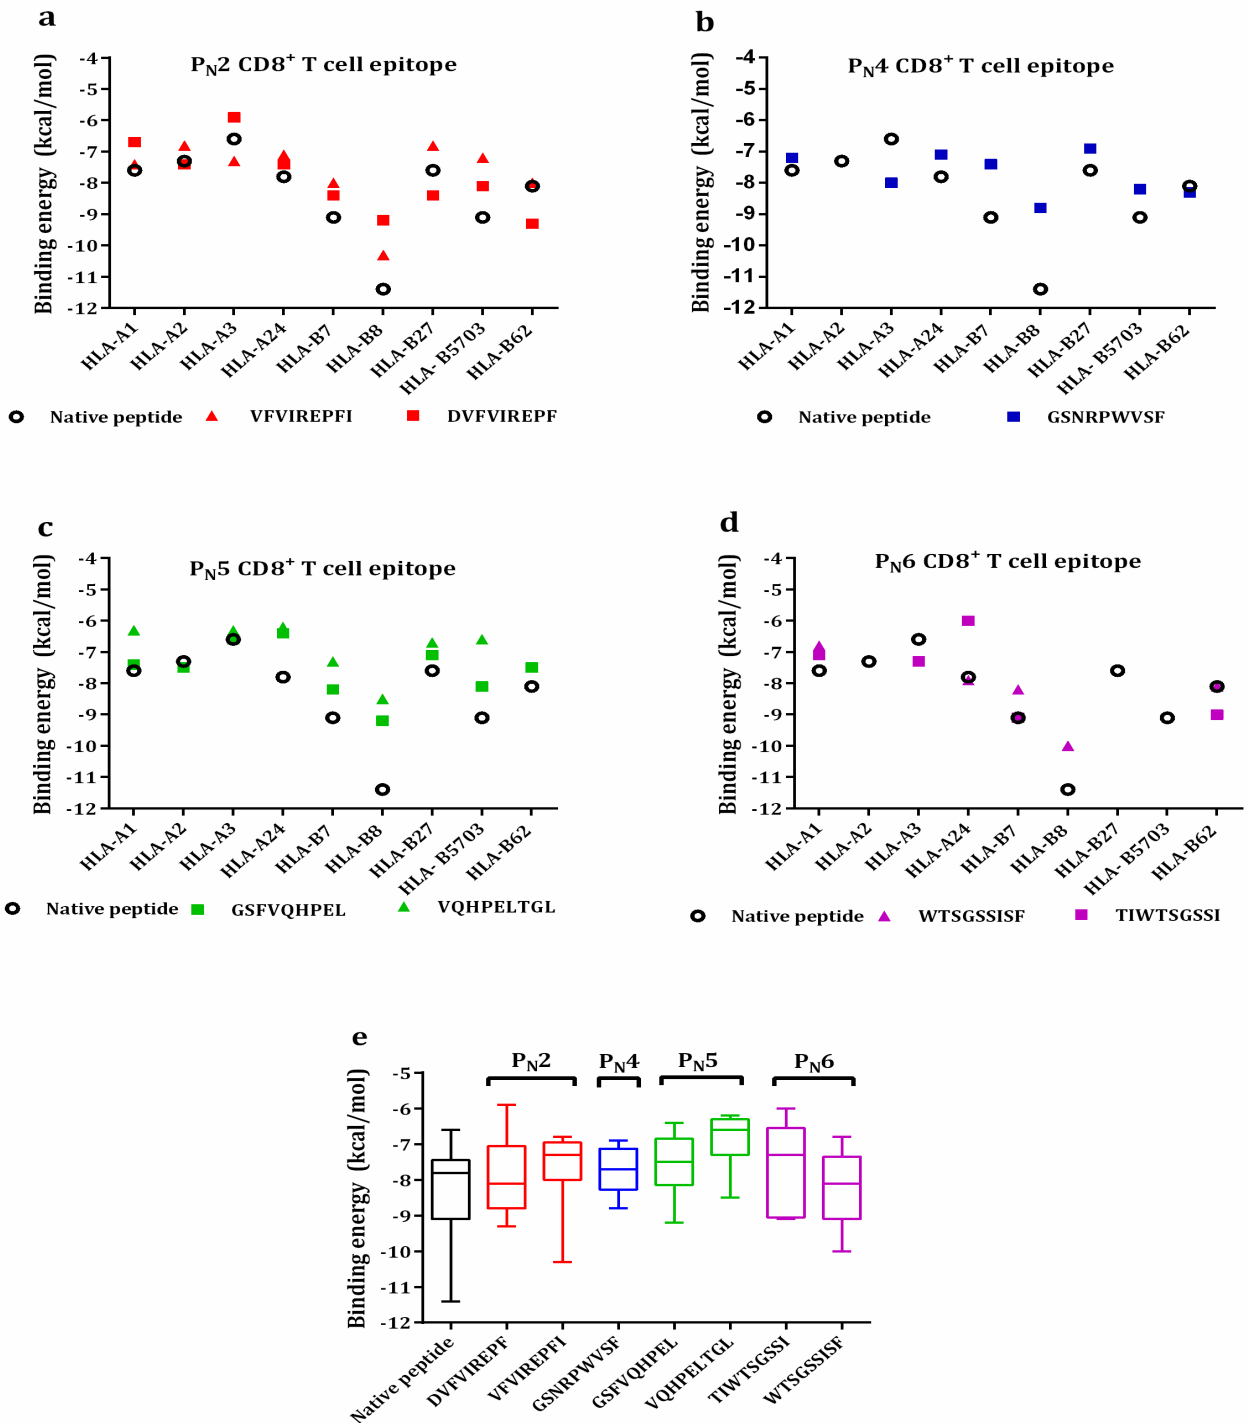 a
P_N2 CD8⁺ T cell epitope
Binding energy (kcal/mol)
-4
-5
-6
-7
-8
-9
-10
-11
-12
HLA-A1
HLA-A2
HLA-A3
HLA-A24
HLA-B7
HLA-B8
HLA-B27
HLA- B5703
HLA-B62
Native peptide VFVIREPFI DVFVIREPF
b
P_N4 CD8⁺ T cell epitope
Binding energy (kcal/mol)
-4
-5
-6
-7
-8
-9
-10
-11
-12
HLA-A1
HLA-A2
HLA-A3
HLA-A24
HLA-B7
HLA-B8
HLA-B27
HLA- B5703
HLA-B62
Native peptide GSNRPWVSF
c
P_N5 CD8⁺ T cell epitope
Binding energy (kcal/mol)
-4
-5
-6
-7
-8
-9
-10
-11
-12
HLA-A1
HLA-A2
HLA-A3
HLA-A24
HLA-B7
HLA-B8
HLA-B27
HLA- B5703
HLA-B62
Native peptide GSFVQHPEL VQHPELTGL
d
P_N6 CD8⁺ T cell epitope
Binding energy (kcal/mol)
-4
-5
-6
-7
-8
-9
-10
-11
-12
HLA-A1
HLA-A2
HLA-A3
HLA-A24
HLA-B7
HLA-B8
HLA-B27
HLA- B5703
HLA-B62
Native peptide WTSGSSISF TIWTSGSSI
e
P_N2 P_N4 P_N5 P_N6
Binding energy (kcal/mol)
-5
-6
-7
-8
-9
-10
-11
-12
Native peptide
DVFVIREPF
VFVIREPFI
GSNRPWVSF
GSFVQHPEL
VQHPELTGL
TIWTSGSSI
WTSGSSISF